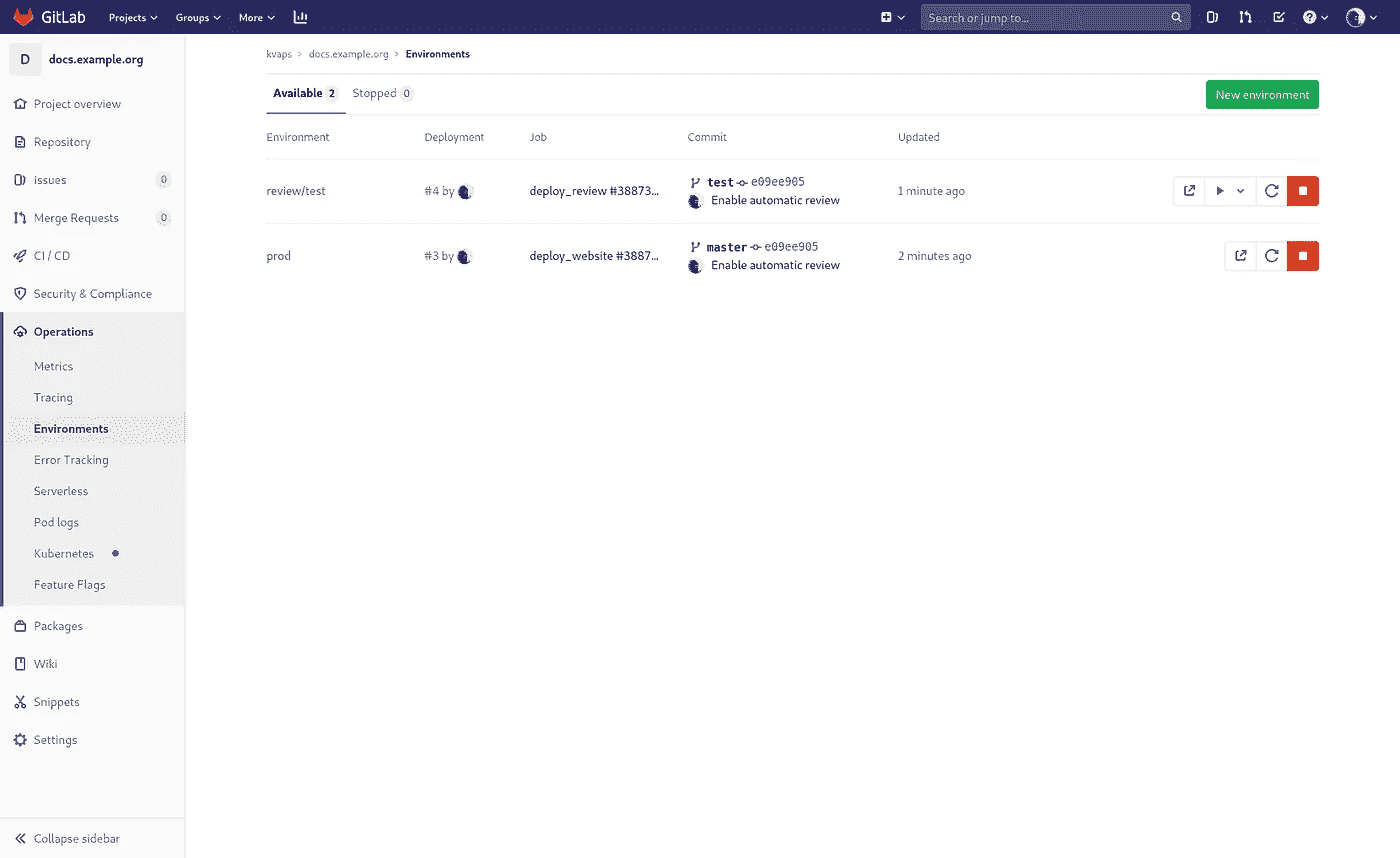 GitLab Projects Groups More Search or jump to...
D docs.example.org
Project overview
Repository
Issues 0
Merge Requests 0
CI / CD
Security & Compliance
Operations
Metrics
Tracing
Environments
Error Tracking
Serverless
Pod logs
Kubernetes
Feature Flags
Packages
Wiki
Snippets
Settings
Collapse sidebar
kvaps > docs.example.org > Environments
Available 2 Stopped 0 New environment
Environment Deployment Job Commit Updated
review/test #4 by deploy_review #38873... test e09ee905 1 minute ago
Enable automatic review
prod #3 by deploy_website #3887... master e09ee905 2 minutes ago
Enable automatic review